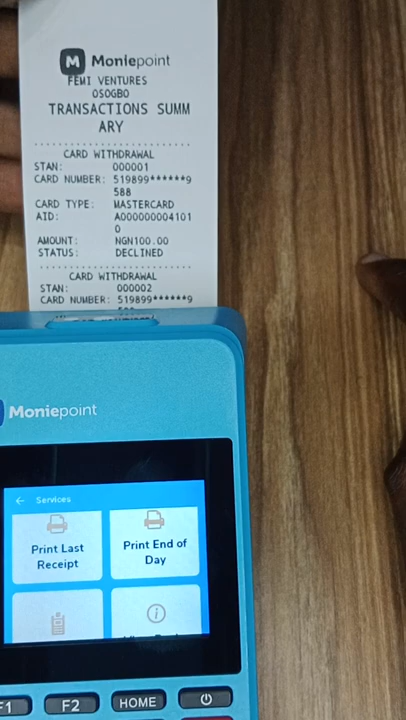 Moniepoint
FEMI VENTURES
OSOGBO
TRANSACTIONS SUMM
ARY
CARD WITHDRAWAL
STAN: 000001
CARD NUMBER: 519899******9
588
CARD TYPE: MASTERCARD
AID: A000000004101
0
AMOUNT: NGN100.00
STATUS: DECLINED
CARD WITHDRAWAL
STAN: 000002
CARD NUMBER: 519899******9
Moniepoint
← Services
Print Last
Receipt
Print End of
Day
F1 F2 HOME